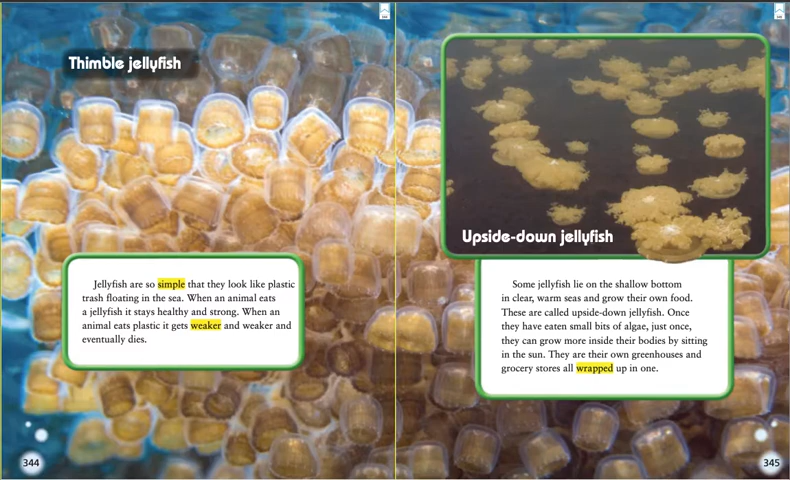 Thimble jellyfish
Jellyfish are so simple that they look like plastic
trash floating in the sea. When an animal eats
a jellyfish it stays healthy and strong. When an
animal eats plastic it gets weaker and weaker and
eventually dies.
344
Upside-down jellyfish
Some jellyfish lie on the shallow bottom
in clear, warm seas and grow their own food.
These are called upside-down jellyfish. Once
they have eaten small bits of algae, just once,
they can grow more inside their bodies by sitting
in the sun. They are their own greenhouses and
grocery stores all wrapped up in one.
345